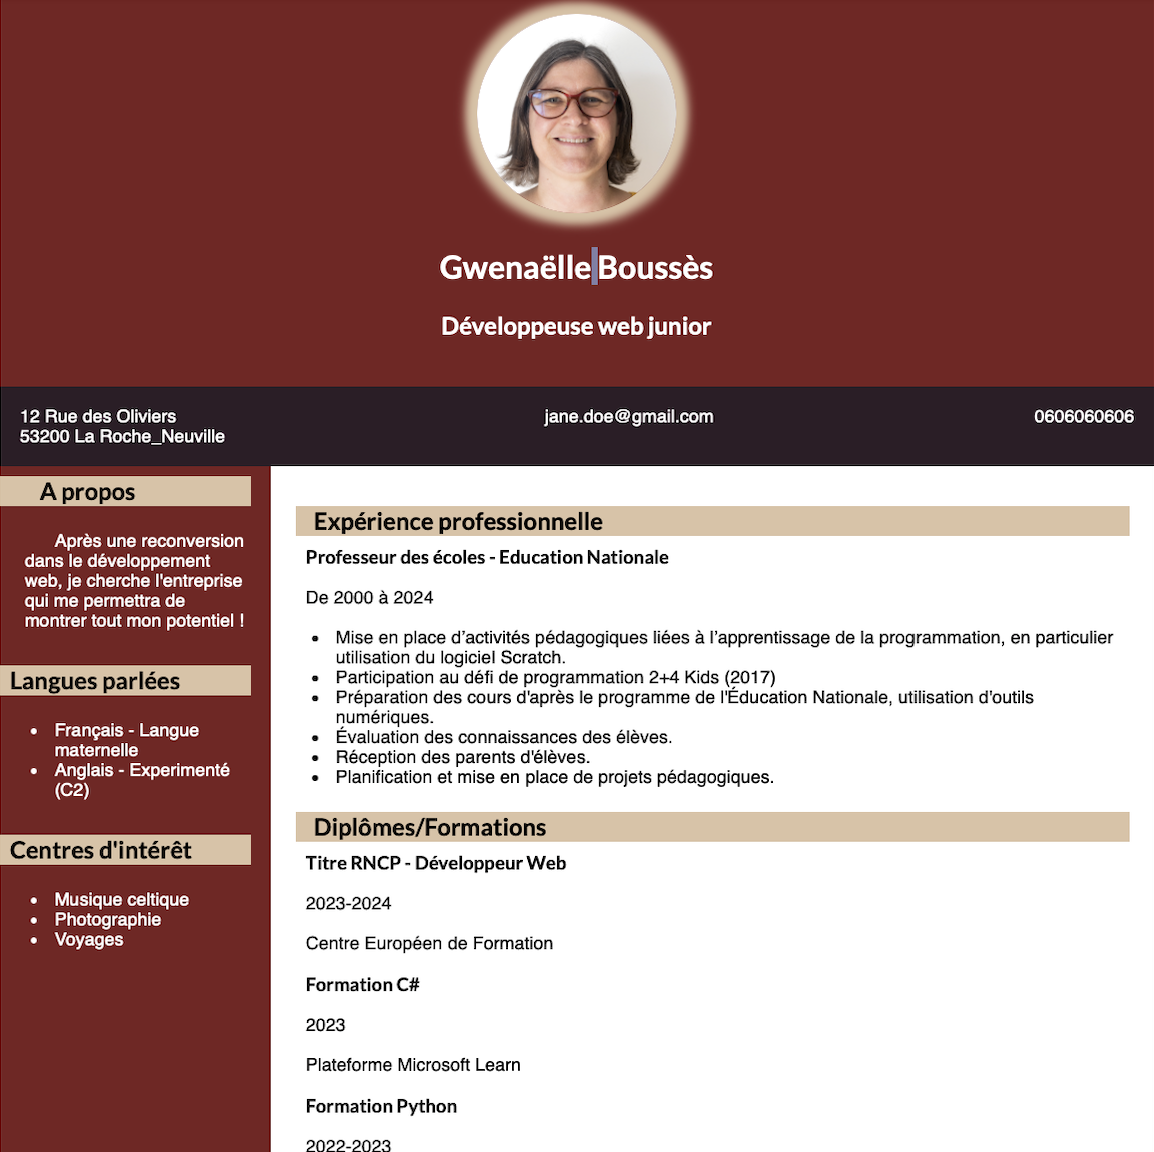 Gwenaëlle Boussès
Développeuse web junior
12 Rue des Oliviers
53200 La Roche_Neuville
jane.doe@gmail.com
0606060606
A propos
Après une reconversion
dans le développement
web, je cherche l'entreprise
qui me permettra de
montrer tout mon potentiel !
Langues parlées
• Français - Langue
maternelle
• Anglais - Experimenté
(C2)
Centres d'intérêt
• Musique celtique
• Photographie
• Voyages
Expérience professionnelle
Professeur des écoles - Education Nationale
De 2000 à 2024
• Mise en place d’activités pédagogiques liées à l’apprentissage de la programmation, en particulier
utilisation du logiciel Scratch.
• Participation au défi de programmation 2+4 Kids (2017)
• Préparation des cours d'après le programme de l'Éducation Nationale, utilisation d’outils
numériques.
• Évaluation des connaissances des élèves.
• Réception des parents d'élèves.
• Planification et mise en place de projets pédagogiques.
Diplômes/Formations
Titre RNCP - Développeur Web
2023-2024
Centre Européen de Formation
Formation C#
2023
Plateforme Microsoft Learn
Formation Python
2022-2023